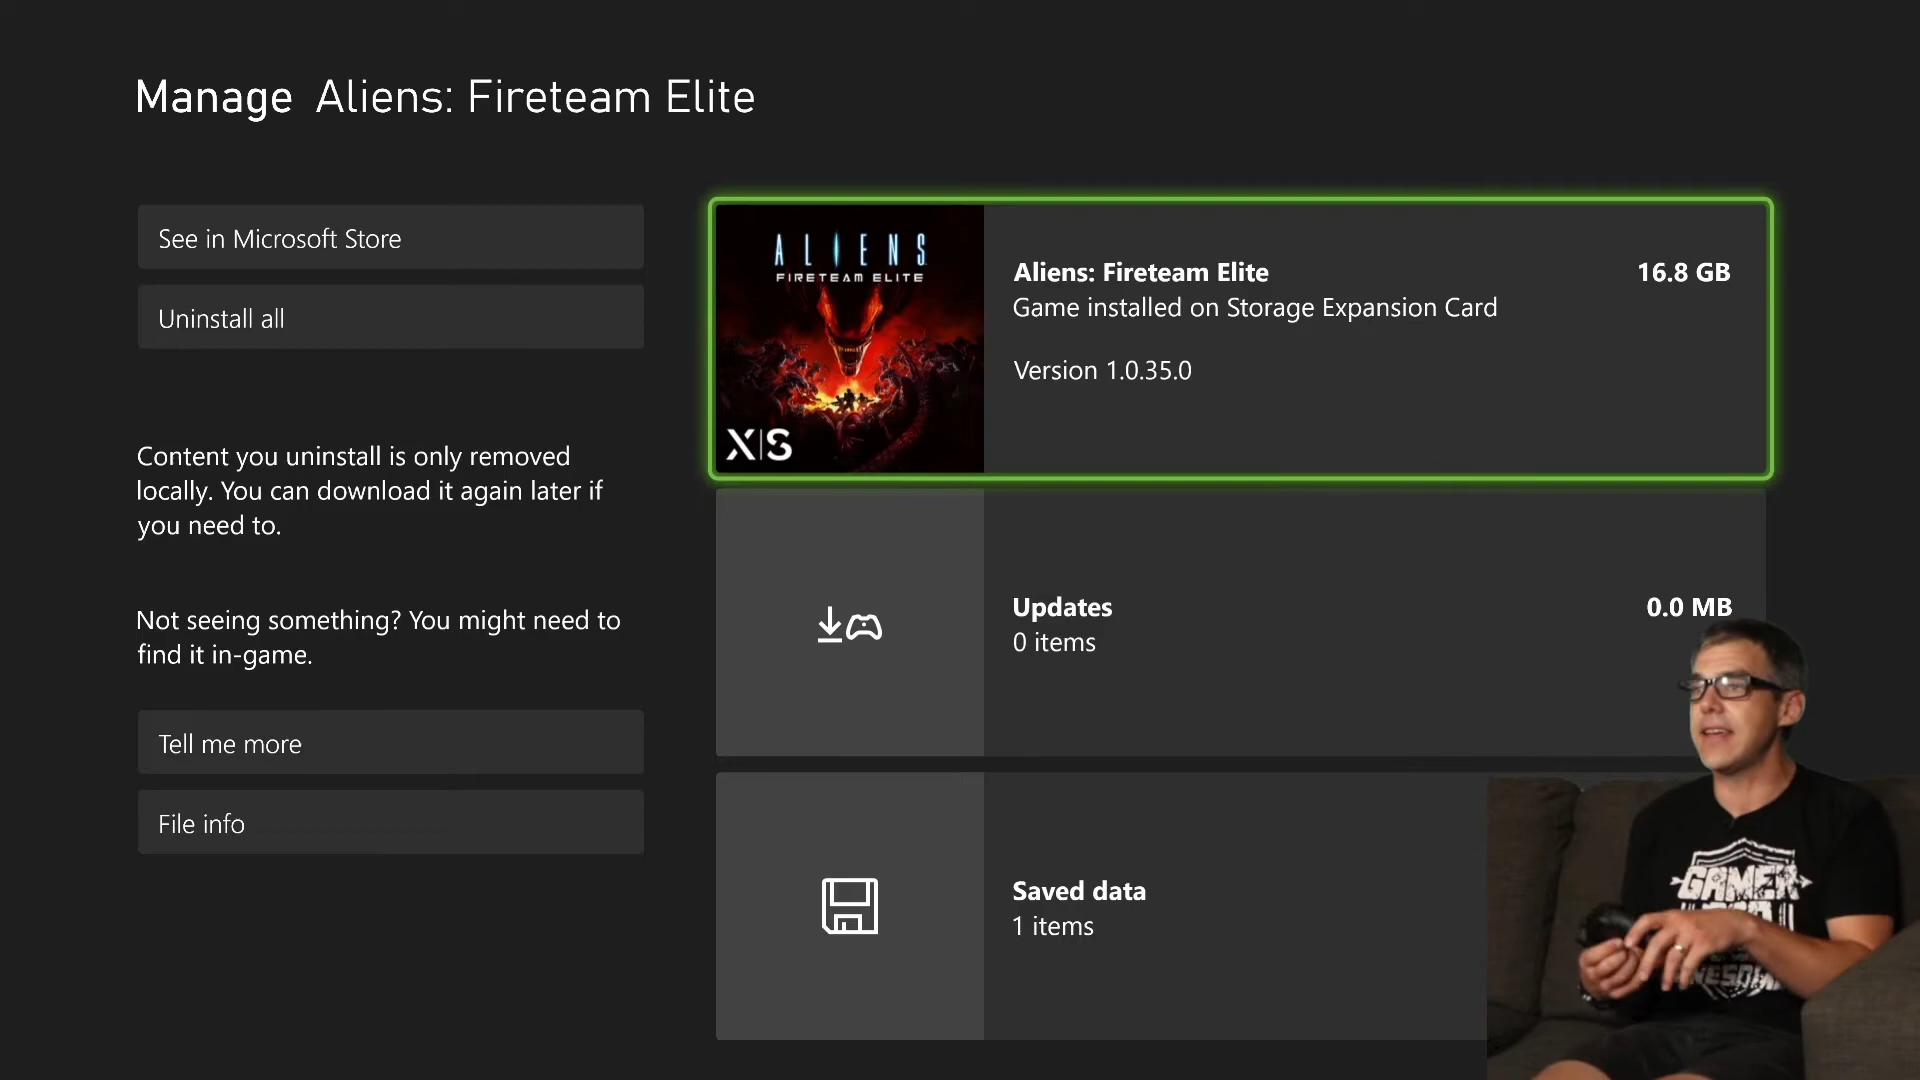 Manage Aliens: Fireteam Elite
See in Microsoft Store
Uninstall all
Content you uninstall is only removed
locally. You can download it again later if
you need to.
Not seeing something? You might need to
find it in-game.
Tell me more
File info
ALIENS
FIRETEAM ELITE
X|S
Aliens: Fireteam Elite
16.8 GB
Game installed on Storage Expansion Card
Version 1.0.35.0
Updates
0.0 MB
0 items
Saved data
1 items
GAMER